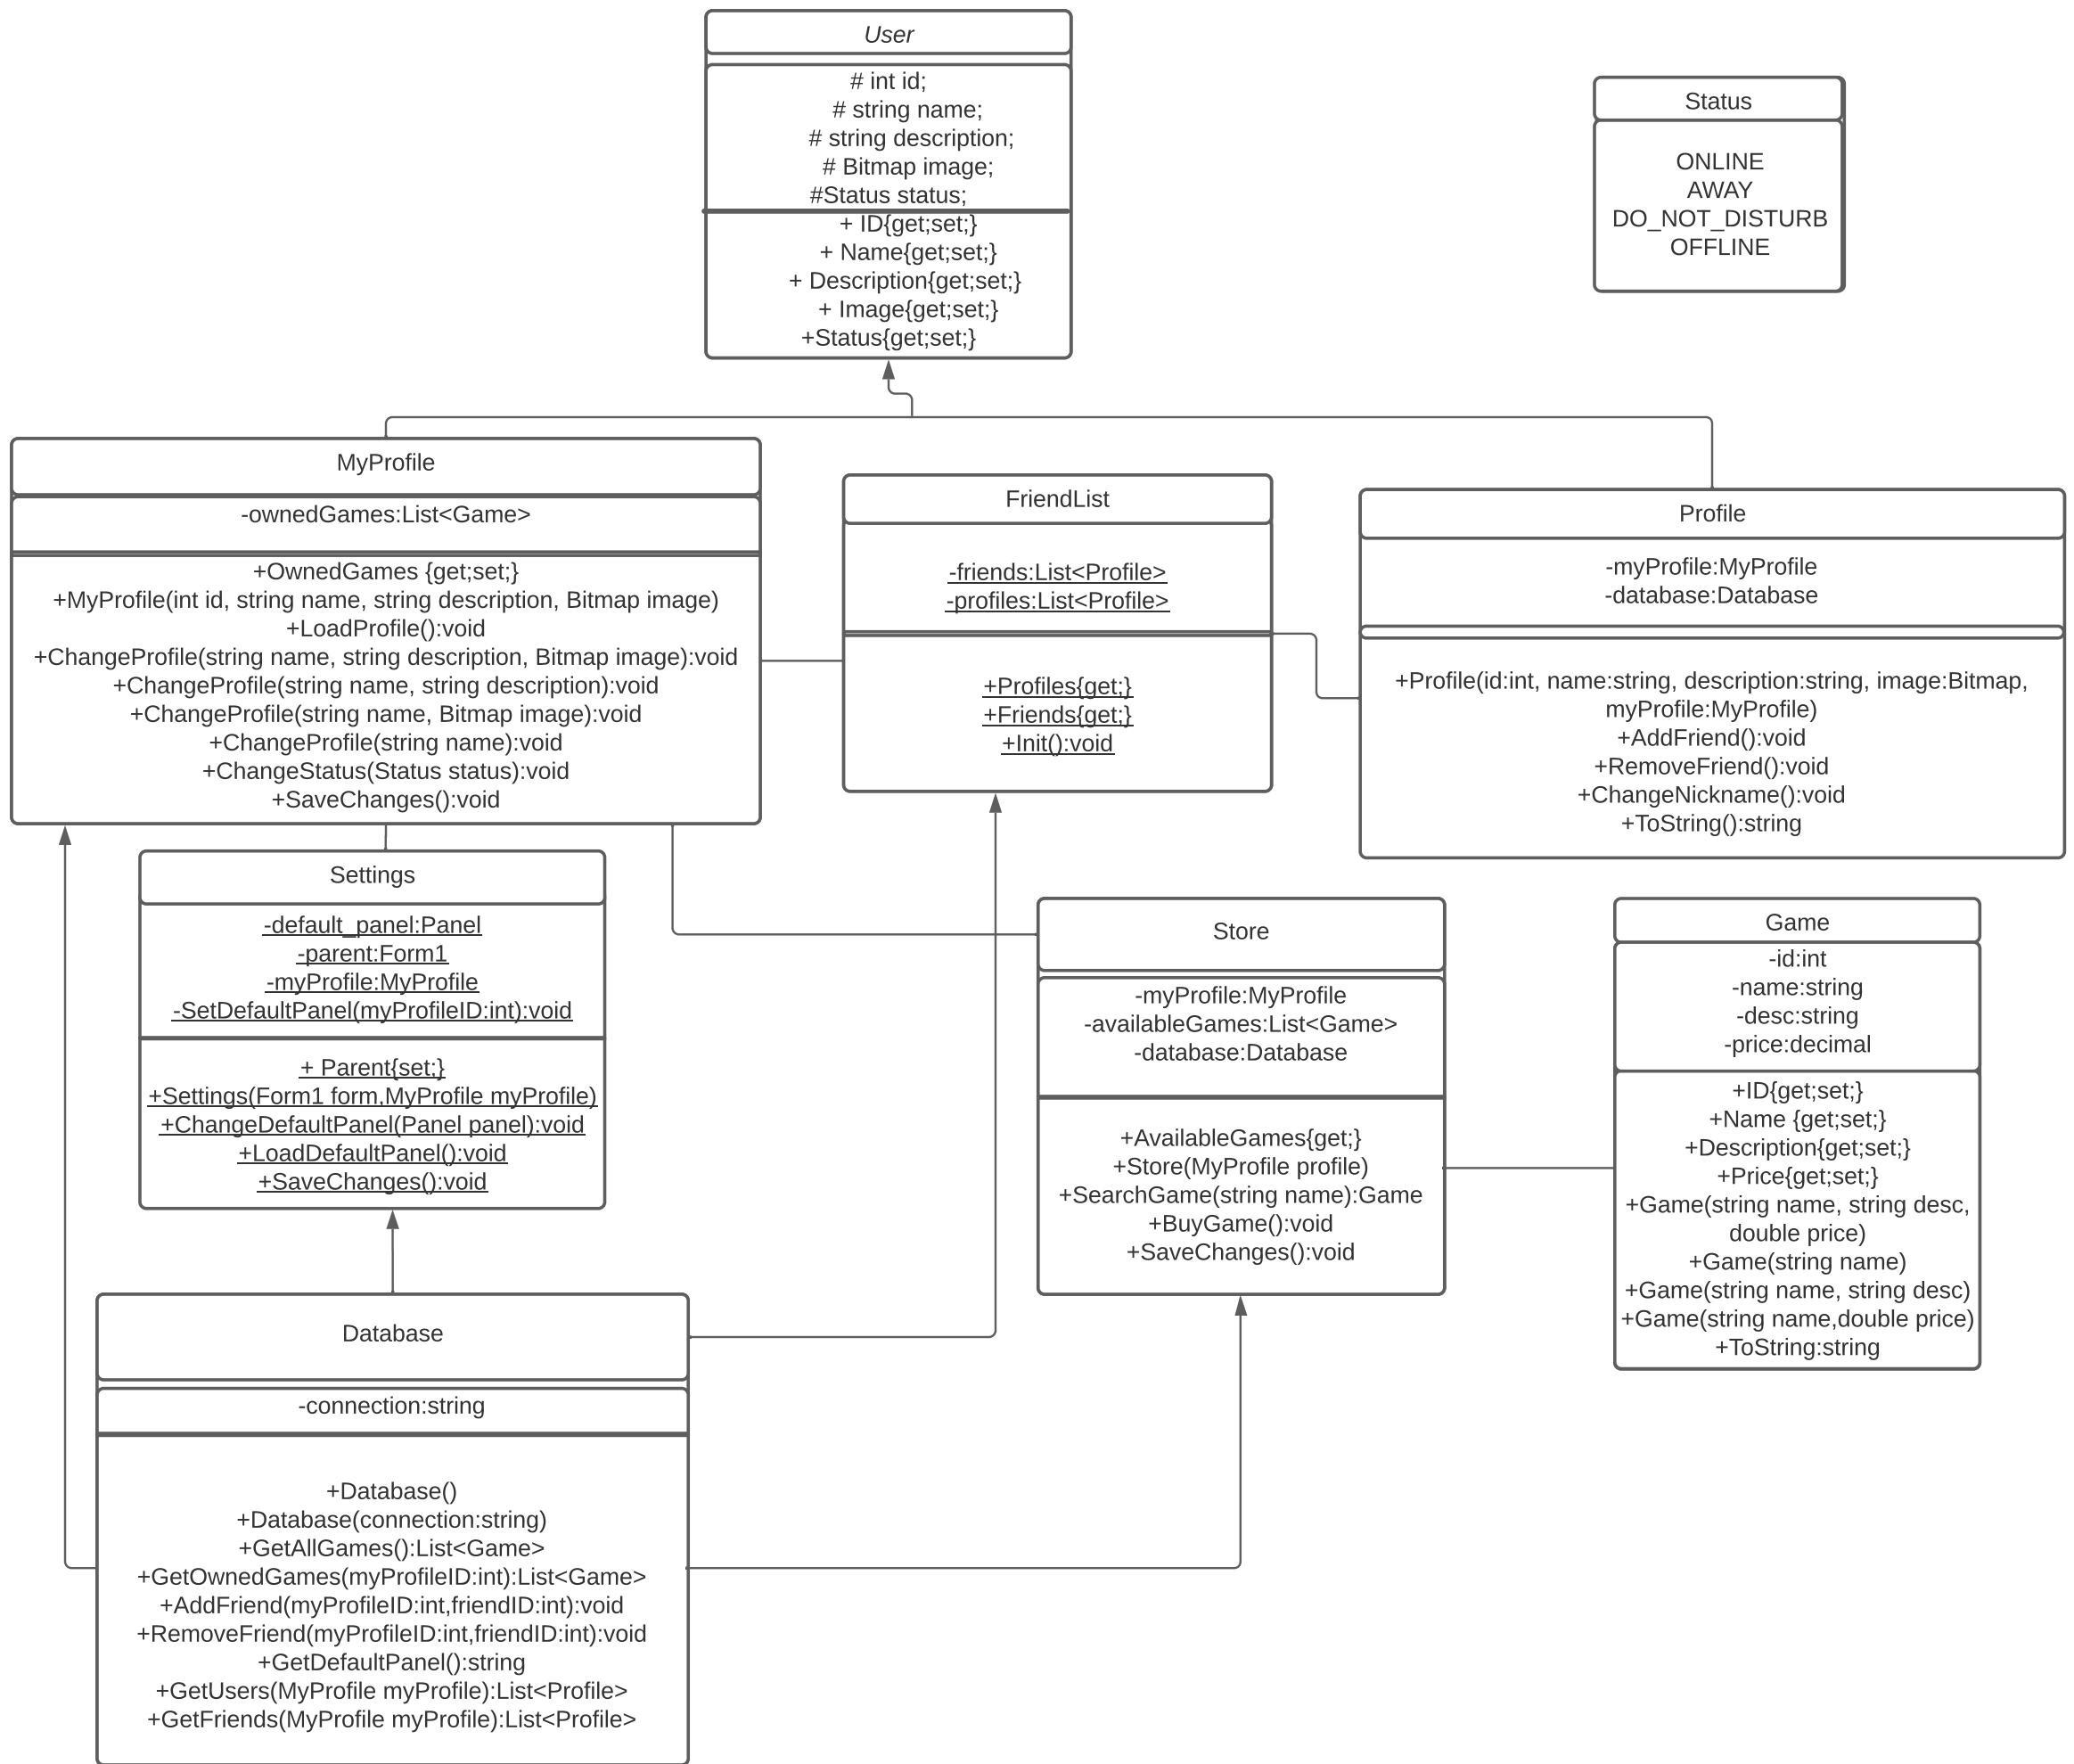 User
# int id;
# string name;
# string description;
# Bitmap image;
#Status status;
+ ID{get;set;}
+ Name{get;set;}
+ Description{get;set;}
+ Image{get;set;}
+Status{get;set;}
Status
ONLINE
AWAY
DO_NOT_DISTURB
OFFLINE
MyProfile
-ownedGames:List<Game>
+OwnedGames {get;set;}
+MyProfile(int id, string name, string description, Bitmap image)
+LoadProfile():void
+ChangeProfile(string name, string description, Bitmap image):void
+ChangeProfile(string name, string description):void
+ChangeProfile(string name, Bitmap image):void
+ChangeProfile(string name):void
+ChangeStatus(Status status):void
+SaveChanges():void
FriendList
-friends:List<Profile>
-profiles:List<Profile>
+Profiles{get;}
+Friends{get;}
+Init():void
Profile
-myProfile:MyProfile
-database:Database
+Profile(id:int, name:string, description:string, image:Bitmap,
myProfile:MyProfile)
+AddFriend():void
+RemoveFriend():void
+ChangeNickname():void
+ToString():string
Settings
-default_panel:Panel
-parent:Form1
-myProfile:MyProfile
-SetDefaultPanel(myProfileID:int):void
+ Parent{set;}
+Settings(Form1 form,MyProfile myProfile)
+ChangeDefaultPanel(Panel panel):void
+LoadDefaultPanel():void
+SaveChanges():void
Store
-myProfile:MyProfile
-availableGames:List<Game>
-database:Database
+AvailableGames{get;}
+Store(MyProfile profile)
+SearchGame(string name):Game
+BuyGame():void
+SaveChanges():void
Game
-id:int
-name:string
-desc:string
-price:decimal
+ID{get;set;}
+Name {get;set;}
+Description{get;set;}
+Price{get;set;}
+Game(string name, string desc,
double price)
+Game(string name)
+Game(string name, string desc)
+Game(string name,double price)
+ToString:string
Database
-connection:string
+Database()
+Database(connection:string)
+GetAllGames():List<Game>
+GetOwnedGames(myProfileID:int):List<Game>
+AddFriend(myProfileID:int,friendID:int):void
+RemoveFriend(myProfileID:int,friendID:int):void
+GetDefaultPanel():string
+GetUsers(MyProfile myProfile):List<Profile>
+GetFriends(MyProfile myProfile):List<Profile>